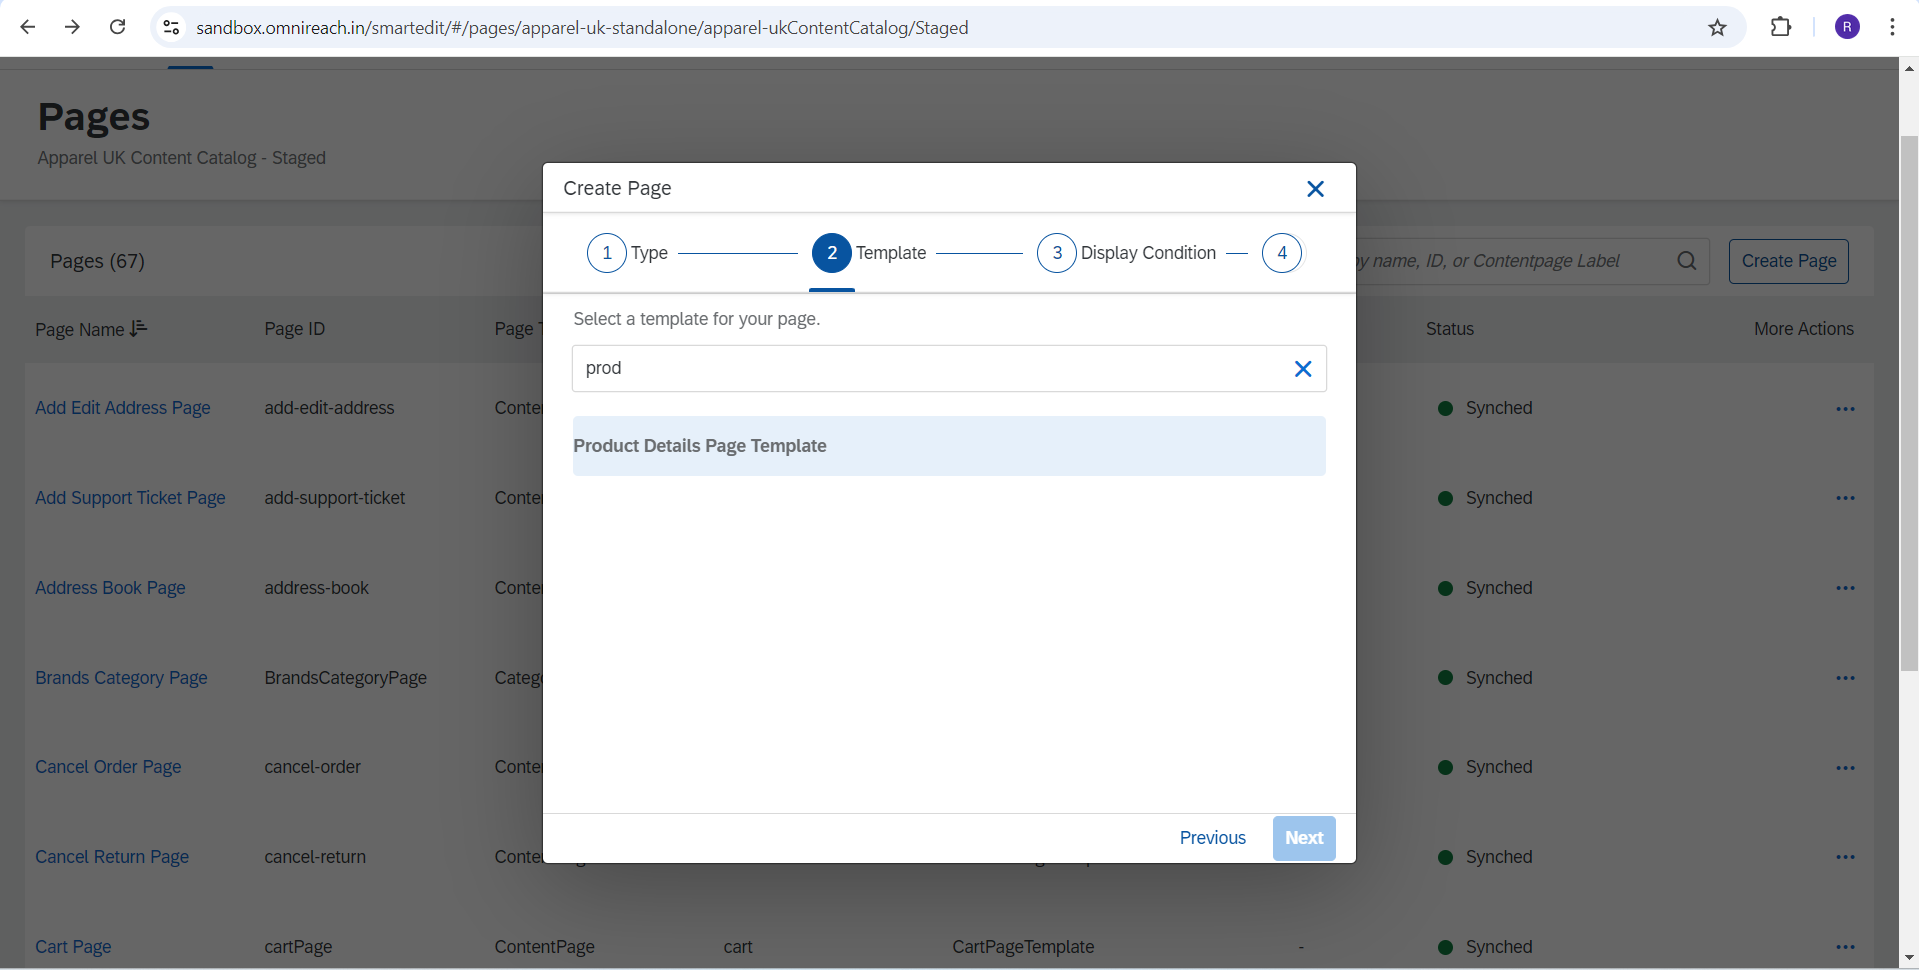 sandbox.omnireach.in/smartedit/#/pages/apparel-uk-standalone/apparel-ukContentCatalog/Staged
R
Pages
Apparel UK Content Catalog - Staged
Create Page
1 Type 2 Template 3 Display Condition 4
Pages (67)
by name, ID, or Contentpage Label
Create Page
Select a template for your page.
prod
Product Details Page Template
Previous
Next
Page Name Page ID Page T Status More Actions
Add Edit Address Page add-edit-address Conte Synched
Add Support Ticket Page add-support-ticket Conte Synched
Address Book Page address-book Conte Synched
Brands Category Page BrandsCategoryPage Catego Synched
Cancel Order Page cancel-order Conte Synched
Cancel Return Page cancel-return Conte Synched
Cart Page cartPage ContentPage cart CartPageTemplate - Synched